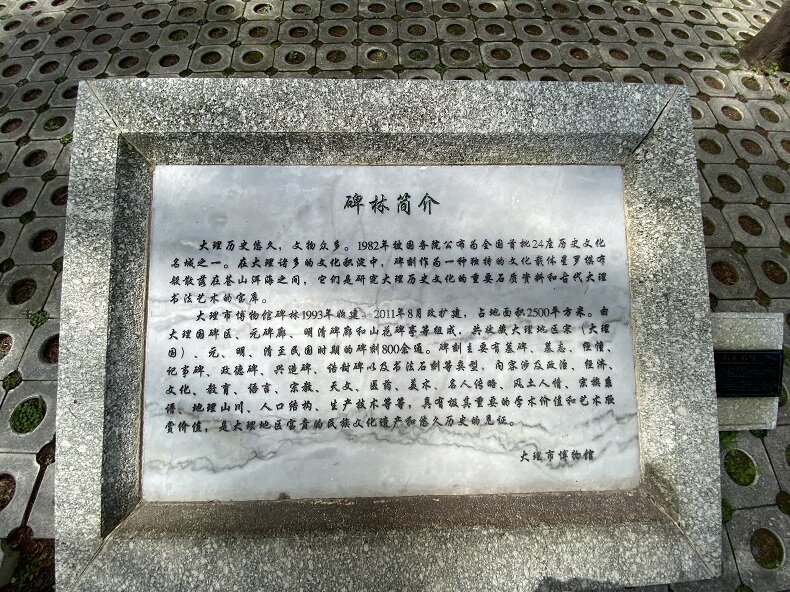 碑林简介
大理历史悠久，文物众多。1982年被国务院公布为全国首批24座历史文化
名城之一。在大理诸多的文化积淀中，碑刻作为一种独特的文化载体星罗棋布
般散落在苍山洱海之间，它们是研究大理历史文化的重要石质资料和古代大理
书法艺术的宝库。
大理市博物馆碑林1993年临建，2011年8月改扩建，占地面积2500平方米。由
大理国碑区、元碑廊、明清碑廊和山花碑亭等组成，共收藏大理地区宋（大理
国）、元、明、清至民国时期的碑刻800余通。碑刻主要有墓碑、墓志、经幢、
记事碑、政德碑、兴造碑、诗赋碑以及书法石刻等类型，内容涉及政治、经济、
文化、教育、语言、宗教、天文、医药、美术、名人传略、风土人情、宗族系
谱、地理山川、人口结构、生产技术等等，具有极其重要的学术价值和艺术欣
赏价值，是大理地区宝贵的民族文化遗产和悠久历史的见证。
大理市博物馆